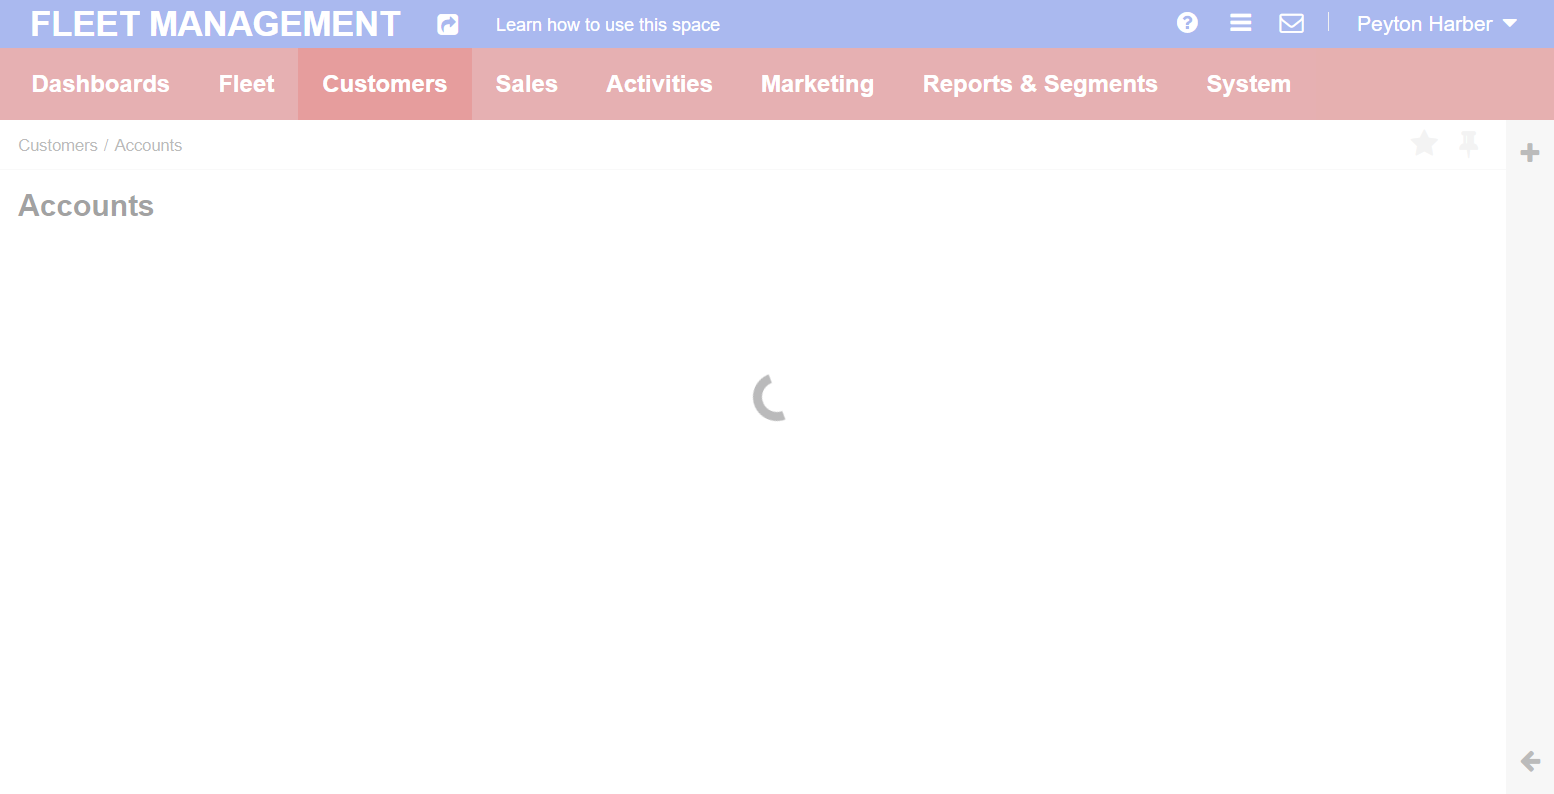 FLEET MANAGEMENT Learn how to use this space Peyton Harber
Dashboards Fleet Customers Sales Activities Marketing Reports & Segments System
Customers / Accounts
Accounts